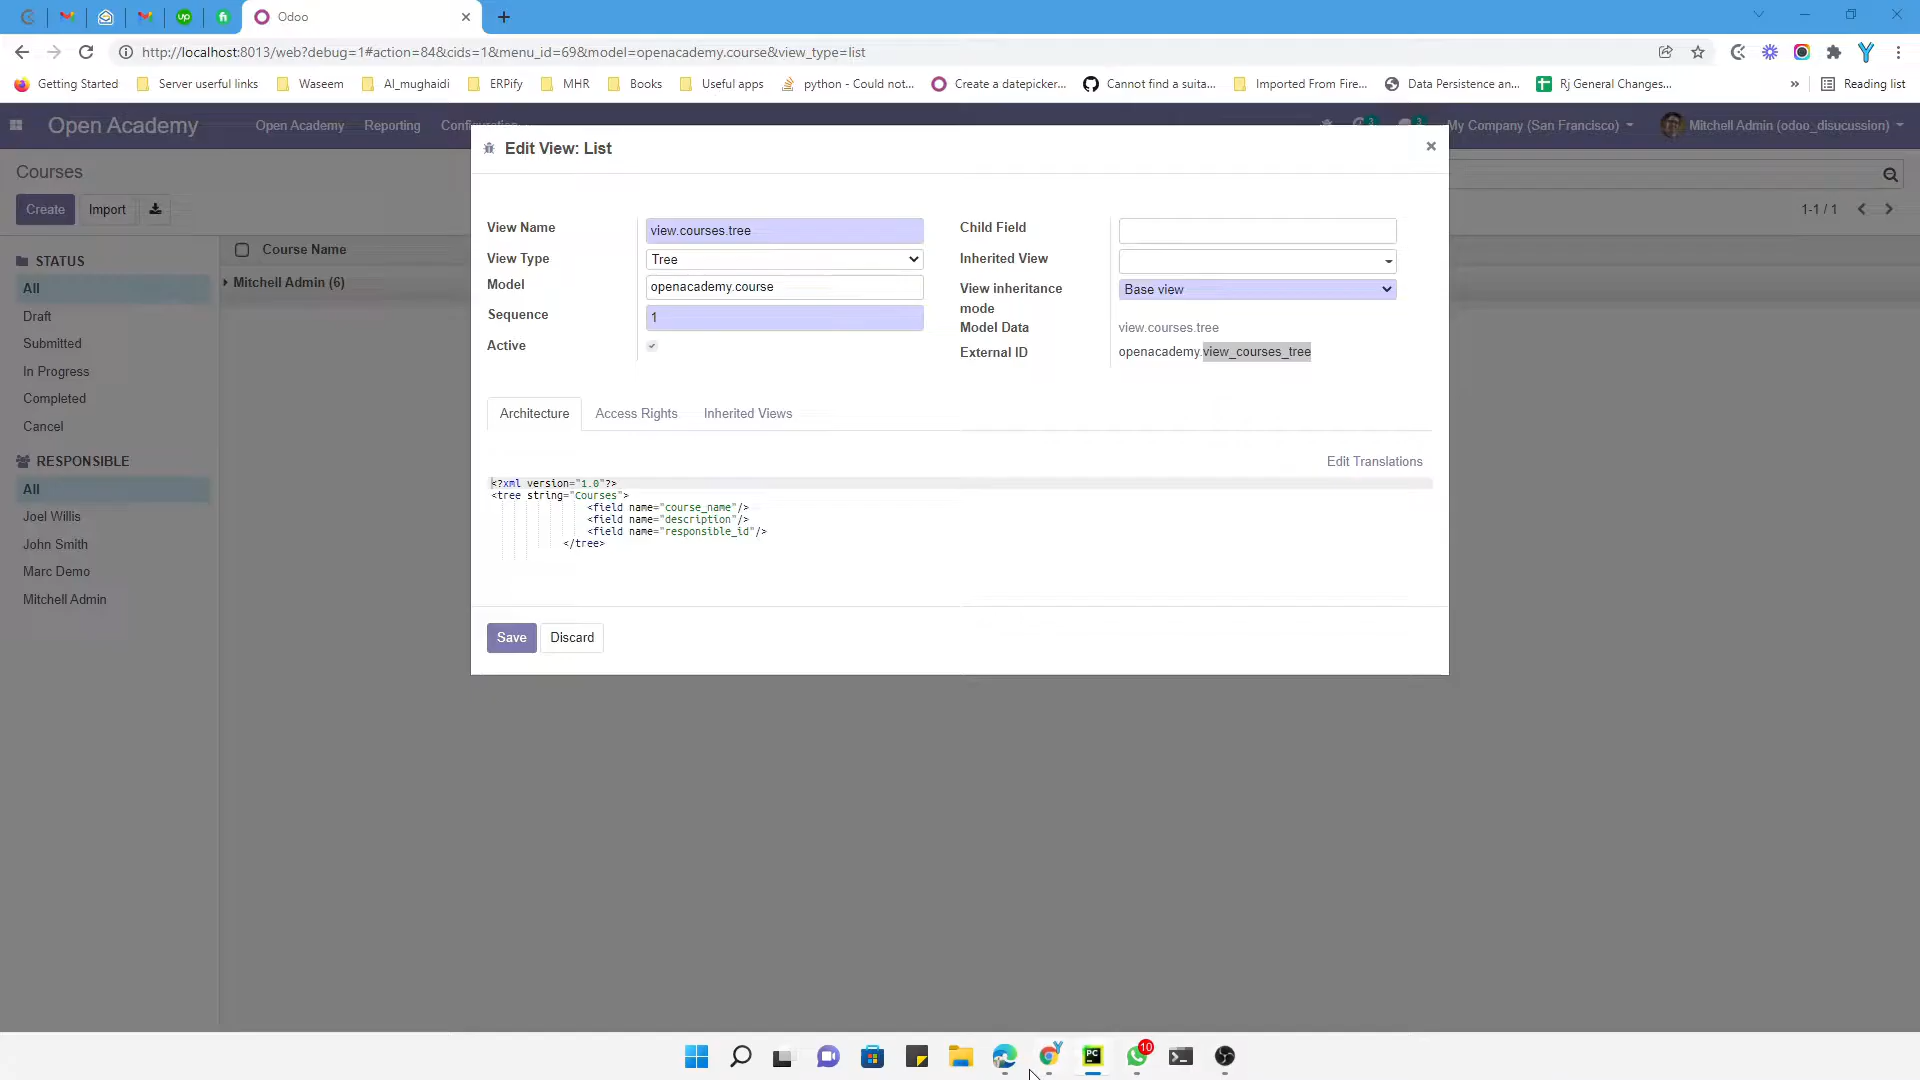 Odoo
http://localhost:8013/web?debug=1#action=84&cids=1&menu_id=69&model=openacademy.course&view_type=list
Getting Started Server userful links Waseem Al_mughaidi ERPify MHR Books Useful apps python - Could not... Create a datepicker... Cannot find a suita... Imported From Fire... Data Persistence an... Rj General Changes... » Reading list
Open Academy Open Academy Reporting 3 3 My Company (San Francisco) Mitchell Admin (odoo_disucussion)
Edit View: List
Courses
Create Import 1-1 / 1
View Name view.courses.tree Child Field
View Type Tree Inherited View
Model openacademy.course View inheritance mode Base view
Sequence 1 Model Data view.courses.tree
Active External ID openacademy.view_courses_tree
Course Name
Mitchell Admin (6)
STATUS
All
Draft
Submitted
In Progress
Completed
Cancel
RESPONSIBLE
All
Joel Willis
John Smith
Marc Demo
Mitchell Admin
Architecture Access Rights Inherited Views
Edit Translations
<?xml version="1.0"?>
<tree string="Courses">
<field name="course_name"/>
<field name="description"/>
<field name="responsible_id"/>
</tree>
Save Discard
PC 10